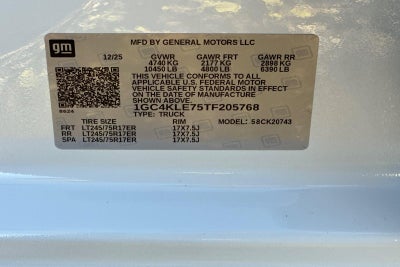 gm
MFD BY GENERAL MOTORS LLC
12/25 GVWR GAWR FRT GAWR RR
4740 KG 2177 KG 2898 KG
10450 LB 4800 LB 6390 LB
THIS VEHICLE CONFORMS TO ALL
APPLICABLE U.S. FEDERAL MOTOR
VEHICLE SAFETY STANDARDS IN EFFECT
ON THE DATE OF MANUFACTURE
SHOWN ABOVE.
1GC4KLE75TF205768
TYPE: TRUCK
TIRE SIZE RIM MODEL: S8CK20743
FRT LT245/75R17ER 17X7.5J
RR LT245/75R17ER 17X7.5J
SPA LT245/75R17ER 17X7.5J